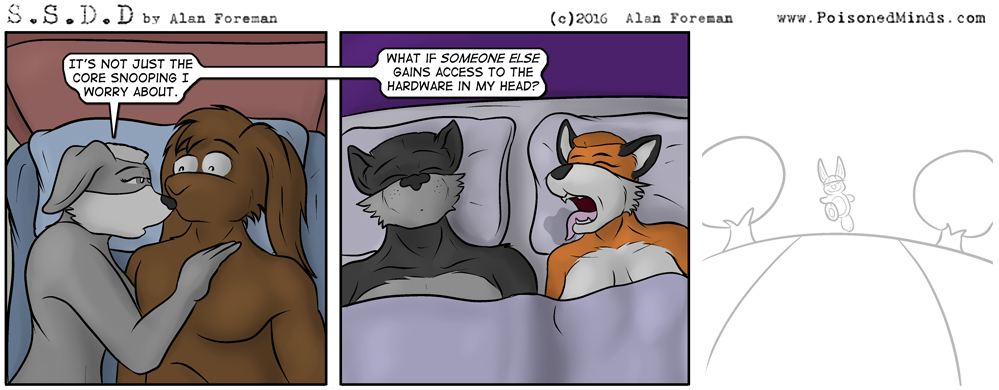 S.S.D.D by Alan Foreman (c)2016 Alan Foreman www.PoisonedMinds.com
IT'S NOT JUST THE
CORE SNOOPING I
WORRY ABOUT.
WHAT IF SOMEONE ELSE
GAINS ACCESS TO THE
HARDWARE IN MY HEAD?